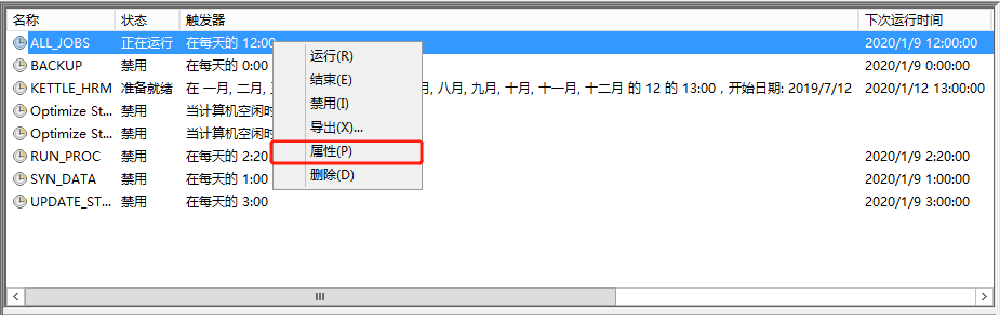 名称 状态 触发器 下次运行时间
ALL_JOBS 正在运行 在每天的 12:00 2020/1/9 12:00:00
运行(R)
BACKUP 禁用 在每天的 0:00 2020/1/9 0:00:00
结束(E)
KETTLE_HRM 准备就绪 在 一月, 二月, 月, 八月, 九月, 十月, 十一月, 十二月 的 12 的 13:00，开始日期: 2019/7/12 2020/1/12 13:00:00
禁用(I)
Optimize St... 禁用 当计算机空闲时
导出(X)...
Optimize St... 禁用 当计算机空闲时
属性(P)
RUN_PROC 禁用 在每天的 2:20 2020/1/9 2:20:00
删除(D)
SYN_DATA 禁用 在每天的 1:00 2020/1/9 1:00:00
UPDATE_ST... 禁用 在每天的 3:00 2020/1/9 3:00:00